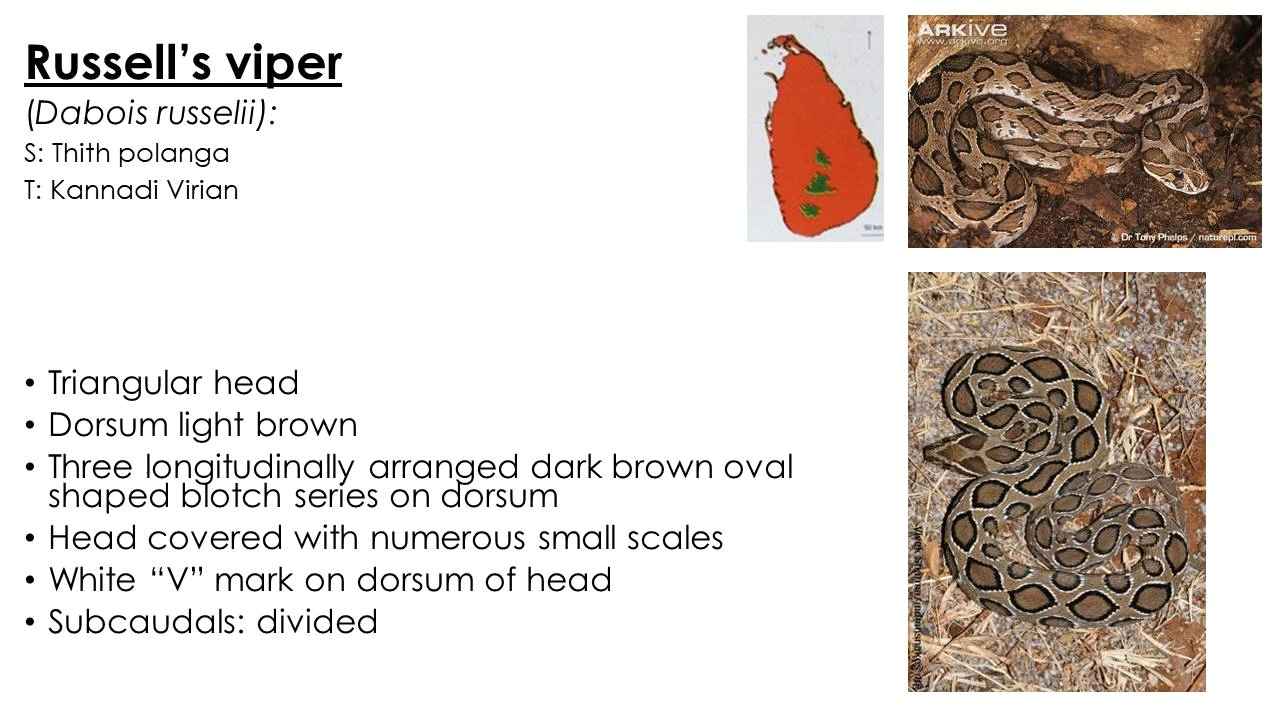 Russell’s viper
(Dabois russelii):
S: Thith polanga
T: Kannadi Virian
• Triangular head
• Dorsum light brown
• Three longitudinally arranged dark brown oval
shaped blotch series on dorsum
• Head covered with numerous small scales
• White “V” mark on dorsum of head
• Subcaudals: divided
50 km
ARKive
www.arkive.org
© Dr Tony Phelps / naturepl.com